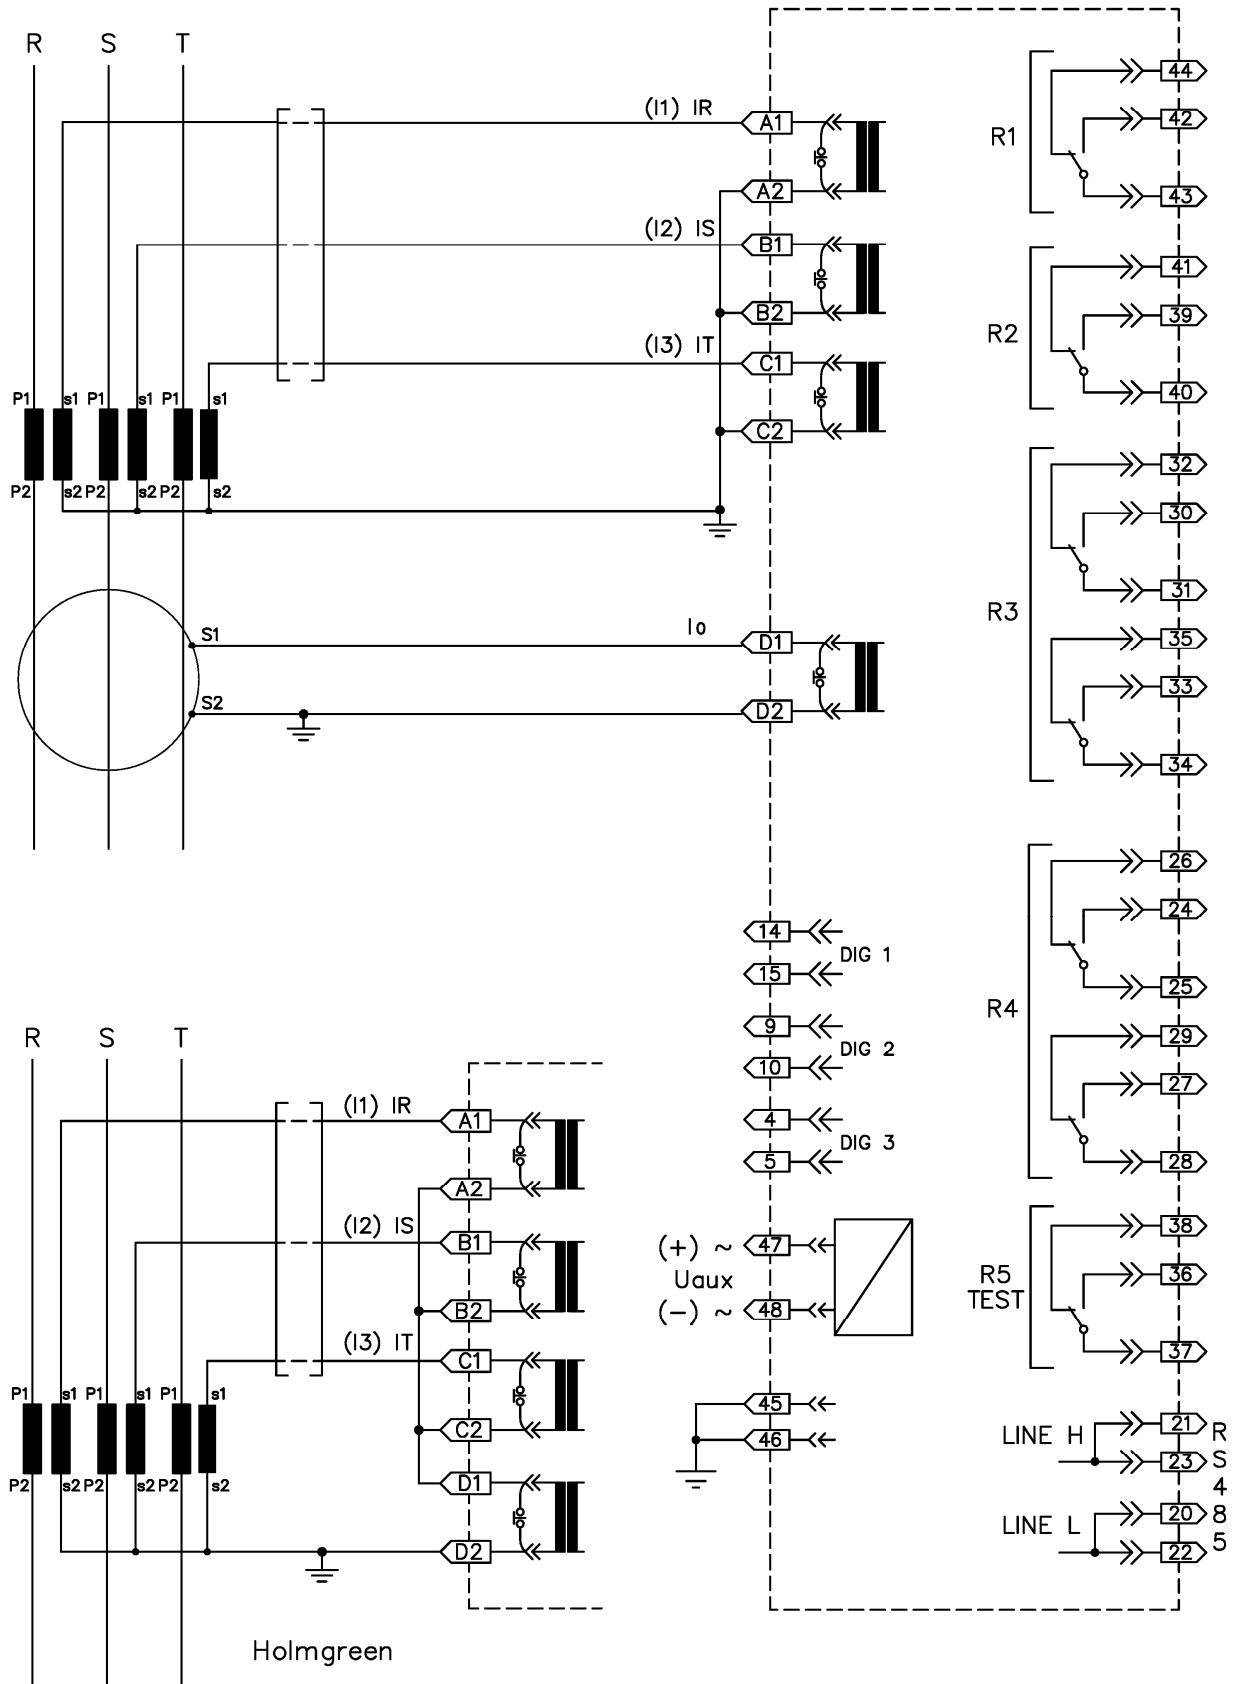 R S T
(I1) IR
A1
A2
(I2) IS
B1
B2
(I3) IT
C1
C2
P1 s1 P1 s1 P1 s1
P2 s2 P2 s2 P2 s2
S1
Io
D1
S2
D2
14
DIG 1
15
9
DIG 2
10
4
DIG 3
5
(+) ~ 47
Uaux
(-) ~ 48
45
46
R1
44
42
43
R2
41
39
40
R3
32
30
31
35
33
34
R4
26
24
25
29
27
28
R5
TEST
38
36
37
LINE H
21
23
LINE L
20
22
R
S
4
8
5
R S T
(I1) IR
A1
A2
(I2) IS
B1
B2
(I3) IT
C1
C2
P1 s1 P1 s1 P1 s1
P2 s2 P2 s2 P2 s2
D1
D2
Holmgreen